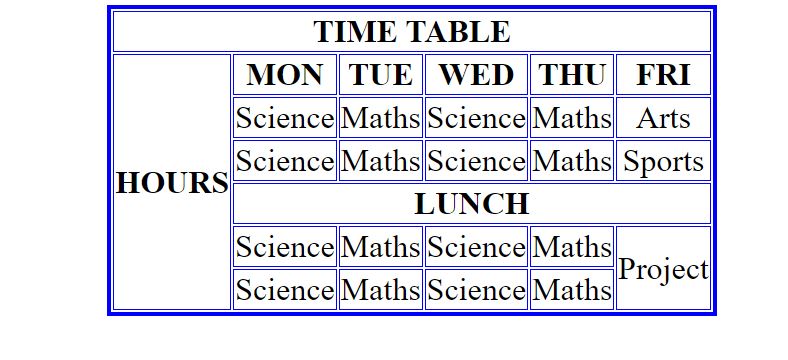 TIME TABLE
MON TUE WED THU FRI
Science Maths Science Maths Arts
Science Maths Science Maths Sports
HOURS
LUNCH
Science Maths Science Maths
Project
Science Maths Science Maths